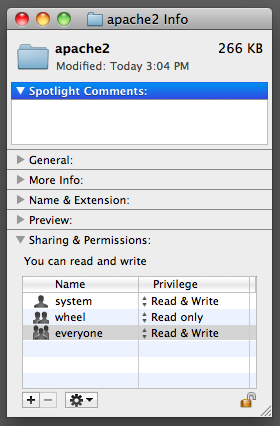 apache2 Info
apache2 266 KB
Modified: Today 3:04 PM
Spotlight Comments:
General:
More Info:
Name & Extension:
Preview:
Sharing & Permissions:
You can read and write
Name Privilege
system Read & Write
wheel Read only
everyone Read & Write